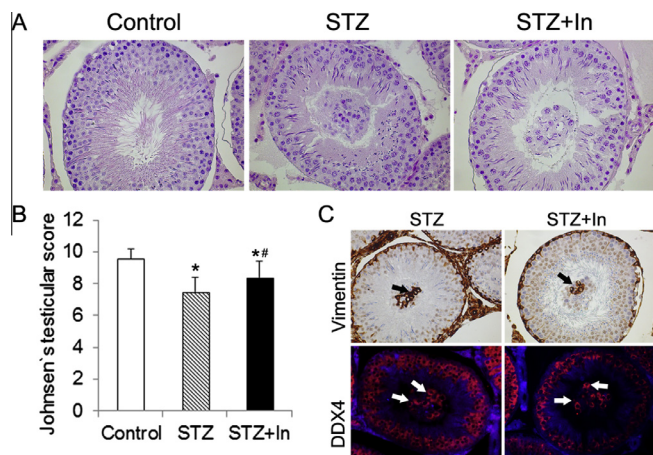 A
Control STZ STZ+In
B
Johnsen`s testicular score
12
10
8
6
4
2
0
*
*#
Control STZ STZ+In
C
STZ STZ+In
Vimentin
DDX4